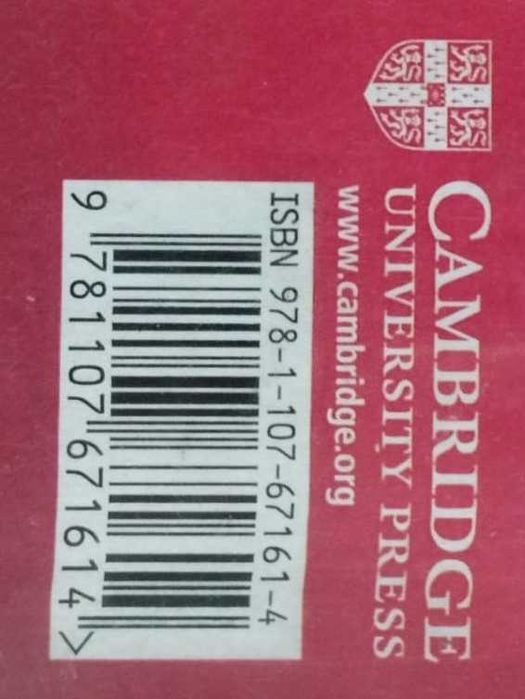 CAMBRIDGE
UNIVERSITY PRESS
www.cambridge.org
ISBN 978-1-107-67161-4
9 781107 671614 >